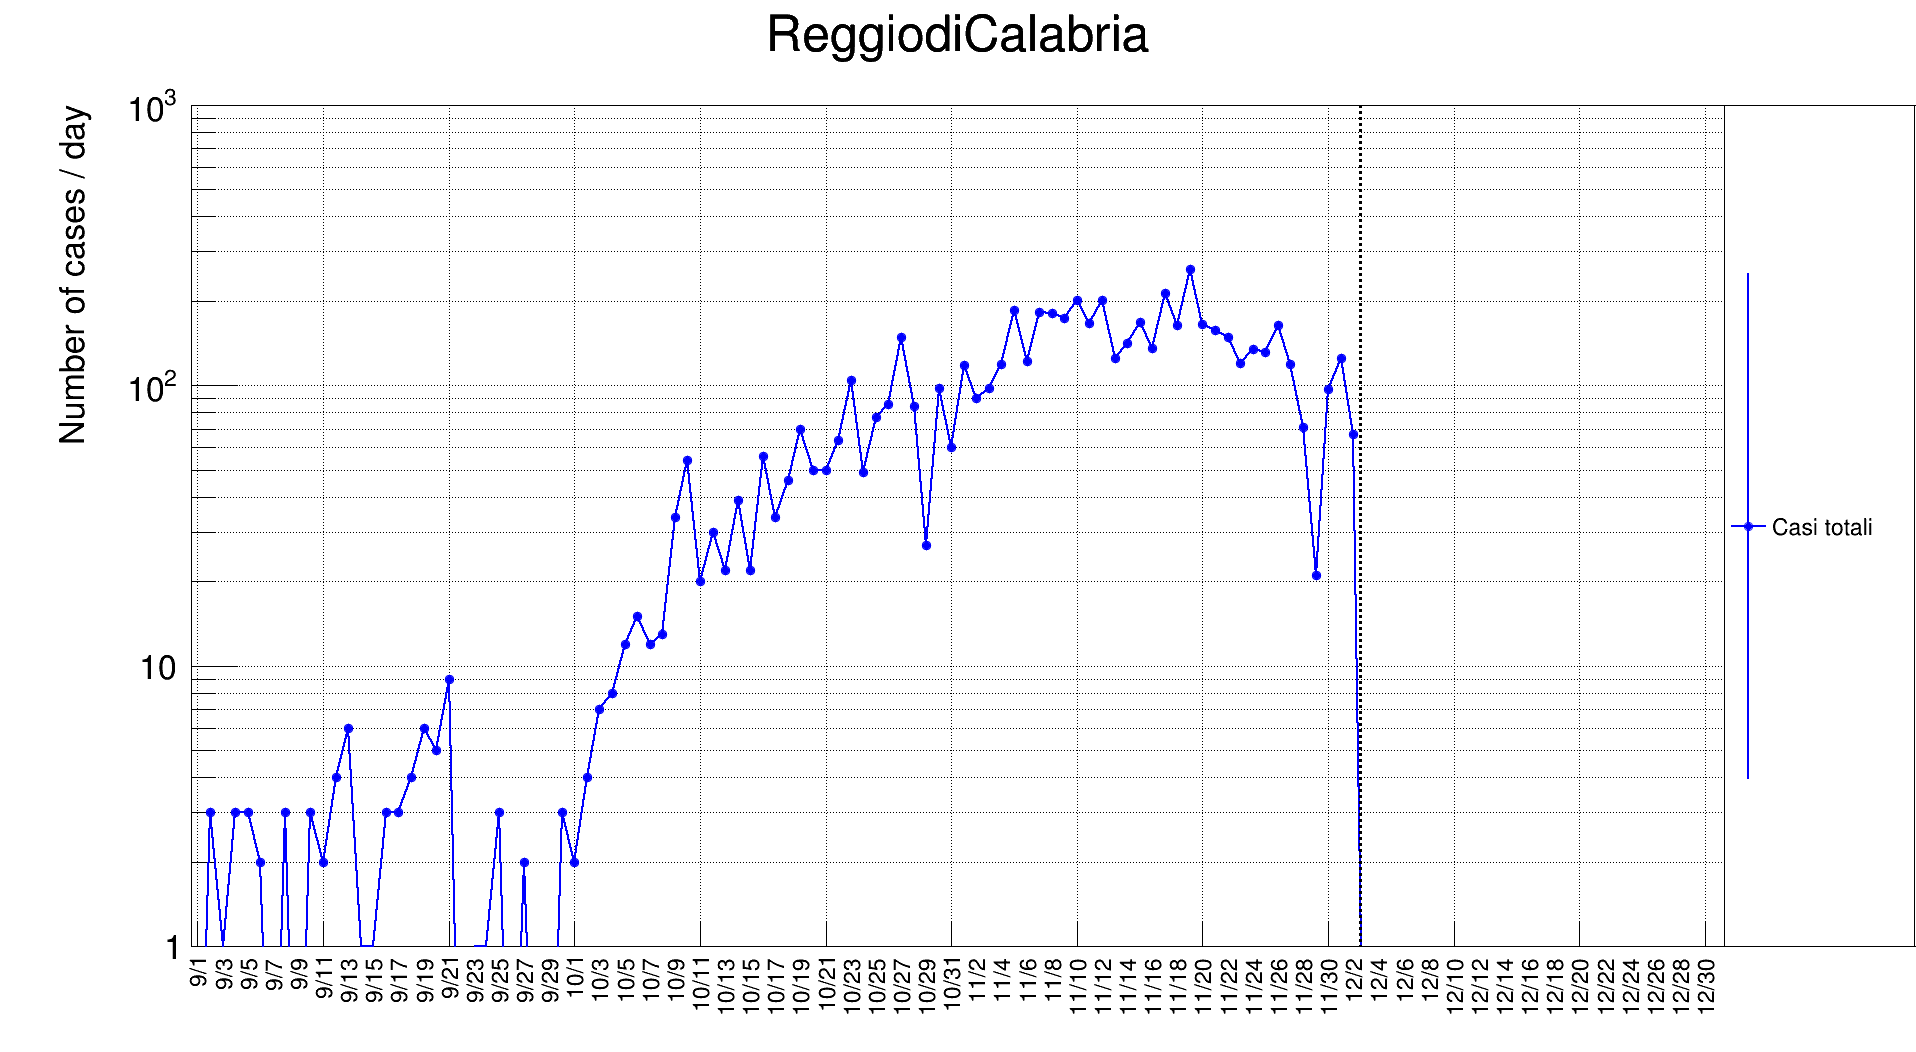 ReggiodiCalabria
Number of cases / day
10³
10²
10
1
9/1 9/3 9/5 9/7 9/9 9/11 9/13 9/15 9/17 9/19 9/21 9/23 9/25 9/27 9/29 10/1 10/3 10/5 10/7 10/9 10/11 10/13 10/15 10/17 10/19 10/21 10/23 10/25 10/27 10/29 10/31 11/2 11/4 11/6 11/8 11/10 11/12 11/14 11/16 11/18 11/20 11/22 11/24 11/26 11/28 11/30 12/2 12/4 12/6 12/8 12/10 12/12 12/14 12/16 12/18 12/20 12/22 12/24 12/26 12/28 12/30
Casi totali